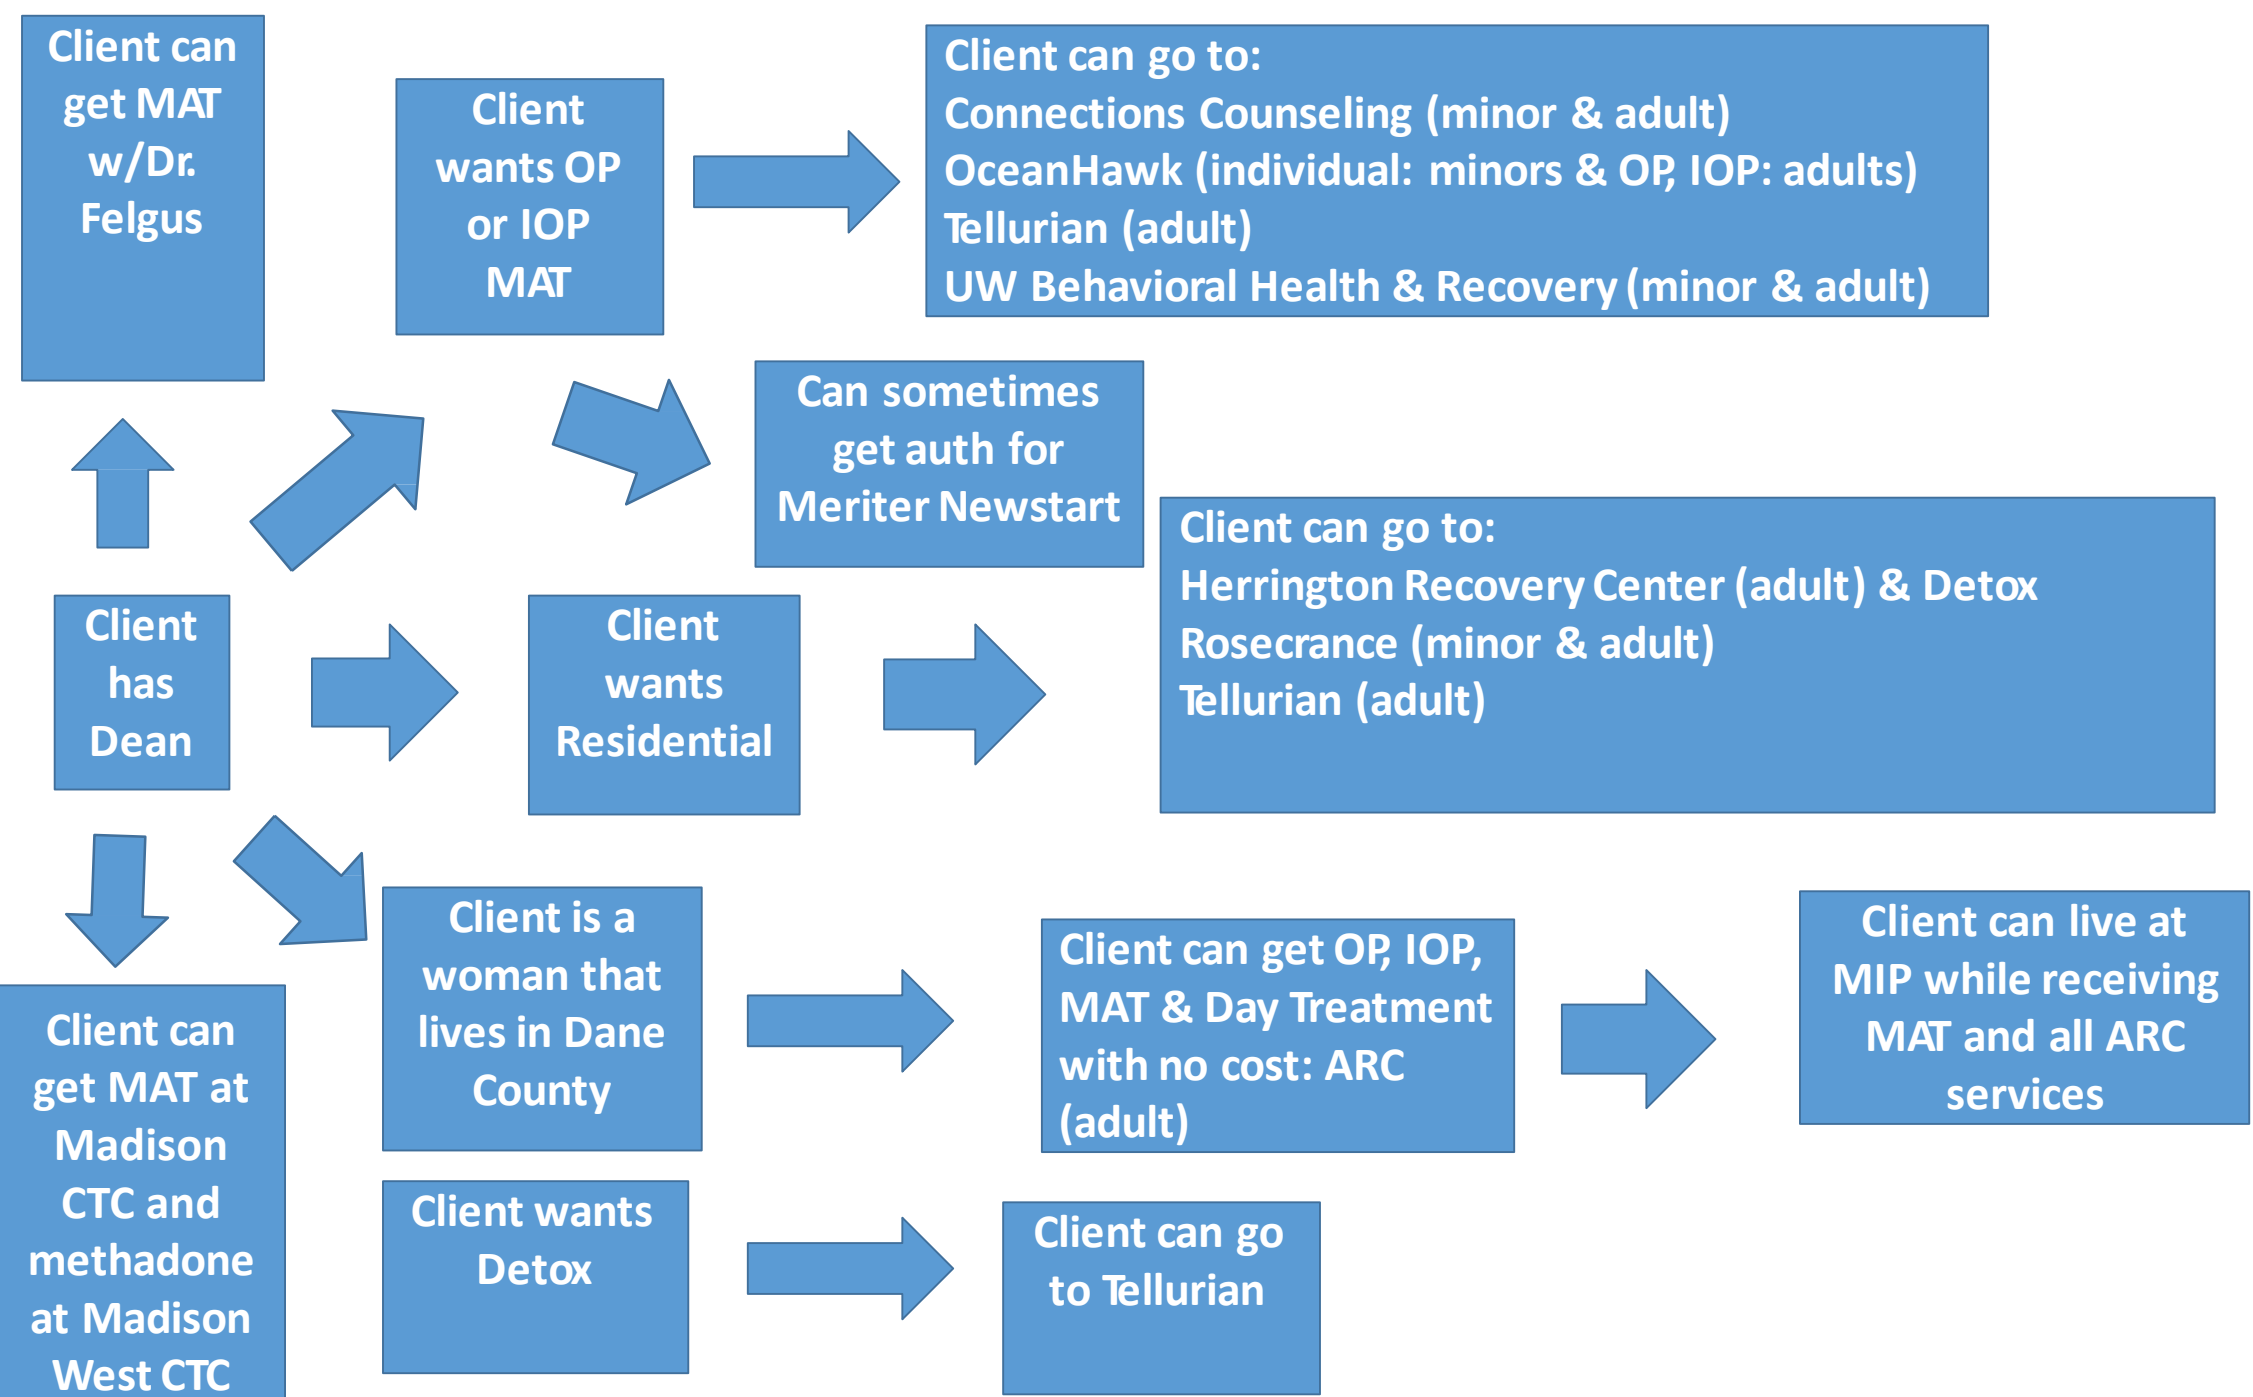 Client can
get MAT
w/Dr.
Felgus
Client
wants OP
or IOP
MAT
Client can go to:
Connections Counseling (minor & adult)
OceanHawk (individual: minors & OP, IOP: adults)
Tellurian (adult)
UW Behavioral Health & Recovery (minor & adult)
Can sometimes
get auth for
Meriter Newstart
Client
has
Dean
Client
wants
Residential
Client can go to:
Herrington Recovery Center (adult) & Detox
Rosecrance (minor & adult)
Tellurian (adult)
Client can
get MAT at
Madison
CTC and
methadone
at Madison
West CTC
Client is a
woman that
lives in Dane
County
Client can get OP, IOP,
MAT & Day Treatment
with no cost: ARC
(adult)
Client can live at
MIP while receiving
MAT and all ARC
services
Client wants
Detox
Client can go
to Tellurian